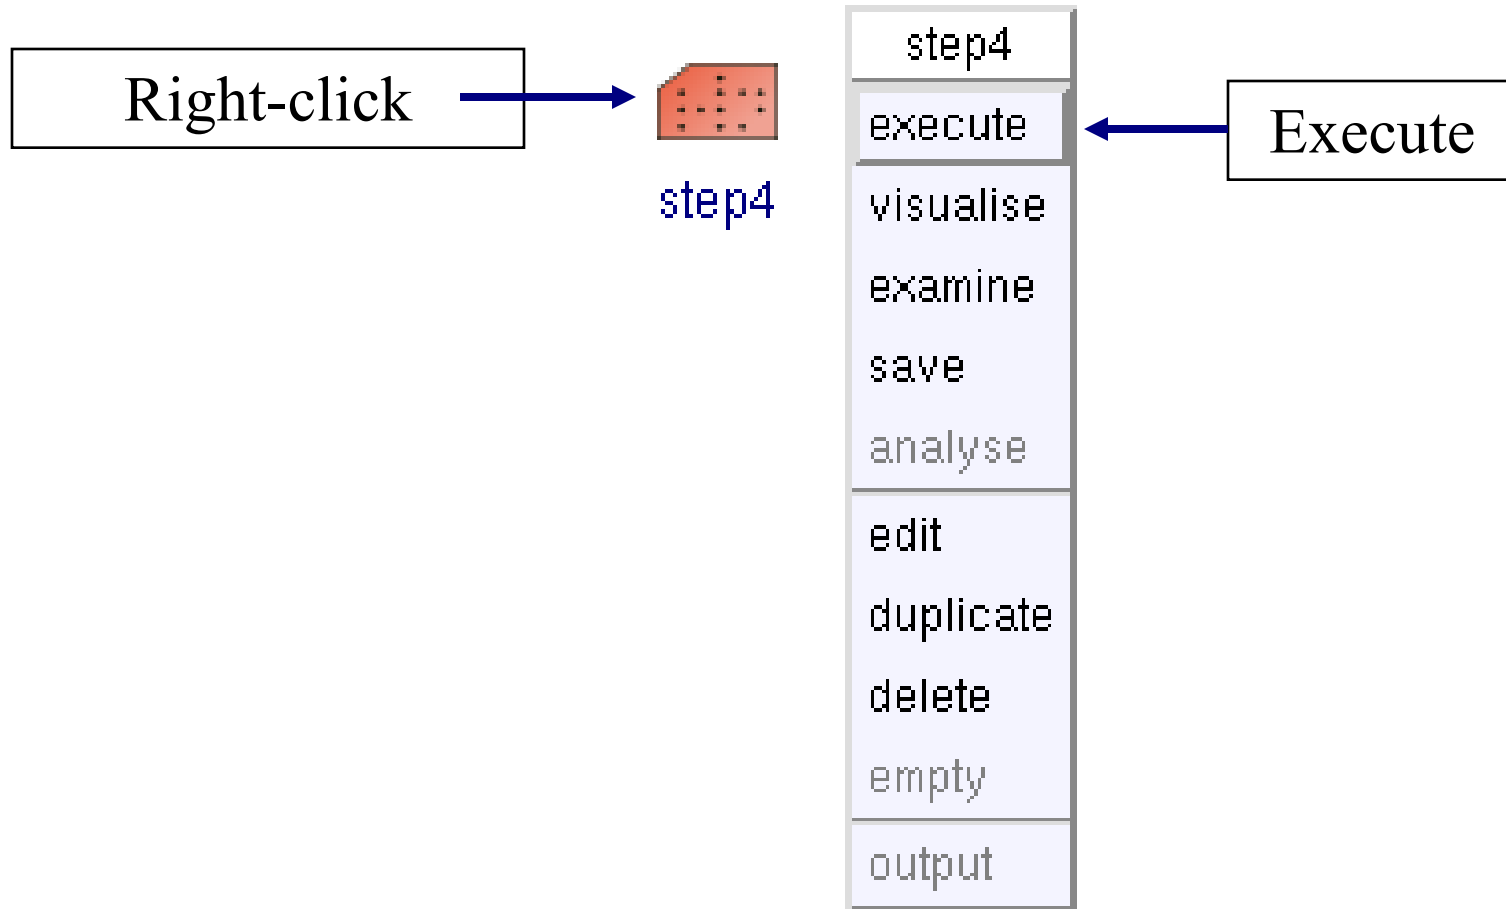 Right-click
step4
step4
execute
visualise
examine
save
analyse
edit
duplicate
delete
empty
output
Execute